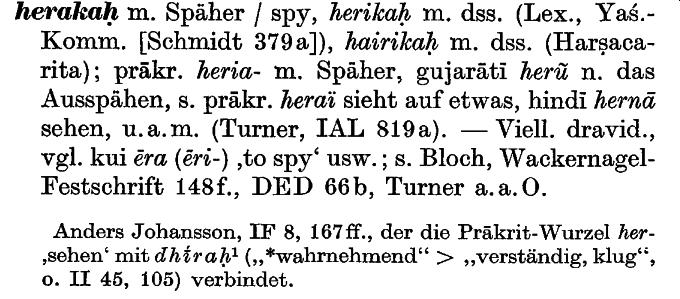 herakaḥ m. Späher / spy, herikaḥ m. dss. (Lex., Yaś.-
Komm. [Schmidt 379a]), hairikaḥ m. dss. (Harṣaca-
rita); prākr. heria- m. Späher, gujarātī herũ n. das
Ausspähen, s. prākr. heraï sieht auf etwas, hindī hernā
sehen, u. a. m. (Turner, IAL 819a). — Viell. dravid.,
vgl. kui ēra (ēri-) ‚to spy‘ usw.; s. Bloch, Wackernagel-
Festschrift 148f., DED 66b, Turner a. a. O.
Anders Johansson, IF 8, 167ff., der die Prākrit-Wurzel her-
‚sehen‘ mit dhī́raḥ¹ („*wahrnehmend“ > „verständig, klug“,
o. II 45, 105) verbindet.